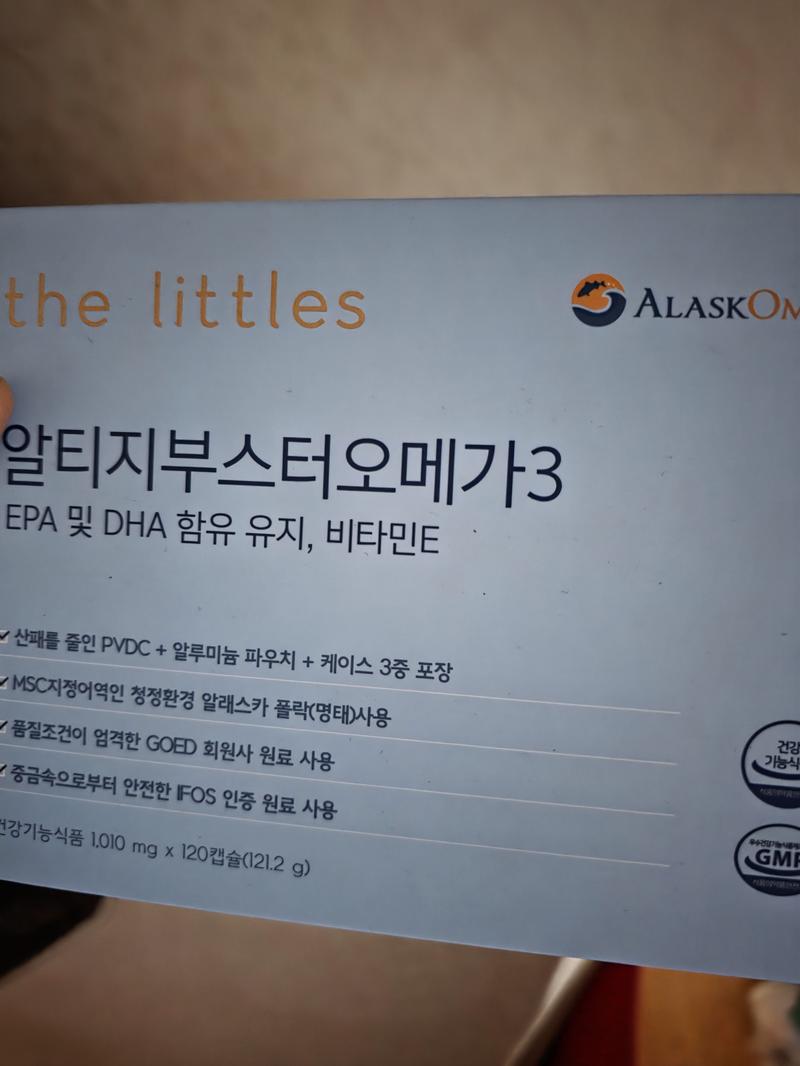 the littles
ALASKOM
알티지부스터오메가3
EPA 및 DHA 함유 유지, 비타민E
산패를 줄인 PVDC + 알루미늄 파우치 + 케이스 3중 포장
MSC지정어역인 청정환경 알래스카 폴락(명태)사용
품질조건이 엄격한 GOED 회원사 원료 사용
중금속으로부터 안전한 IFOS 인증 원료 사용
건강기능식품 1,010 mg x 120캡슐(121.2 g)
건강
기능식
GMP